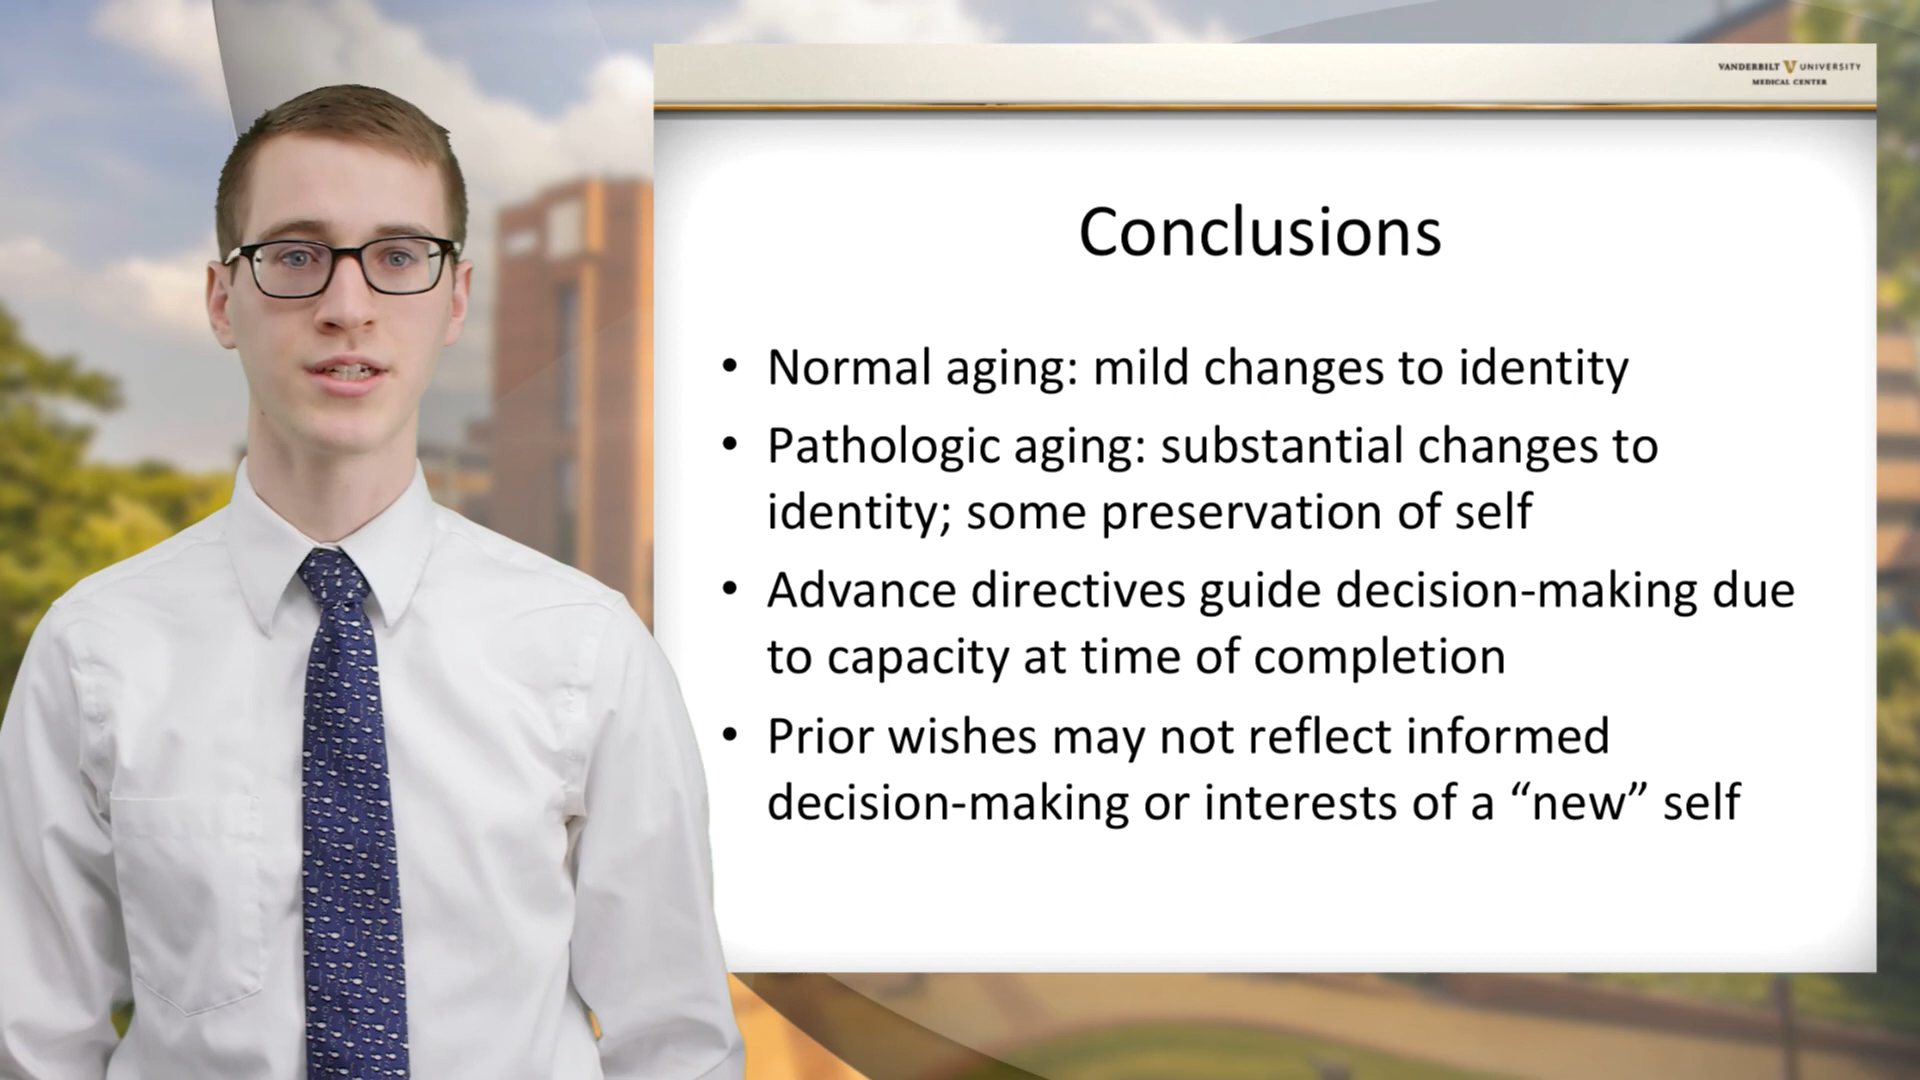 VANDERBILT V UNIVERSITY
MEDICAL CENTER
Conclusions
• Normal aging: mild changes to identity
• Pathologic aging: substantial changes to
identity; some preservation of self
• Advance directives guide decision-making due
to capacity at time of completion
• Prior wishes may not reflect informed
decision-making or interests of a “new” self